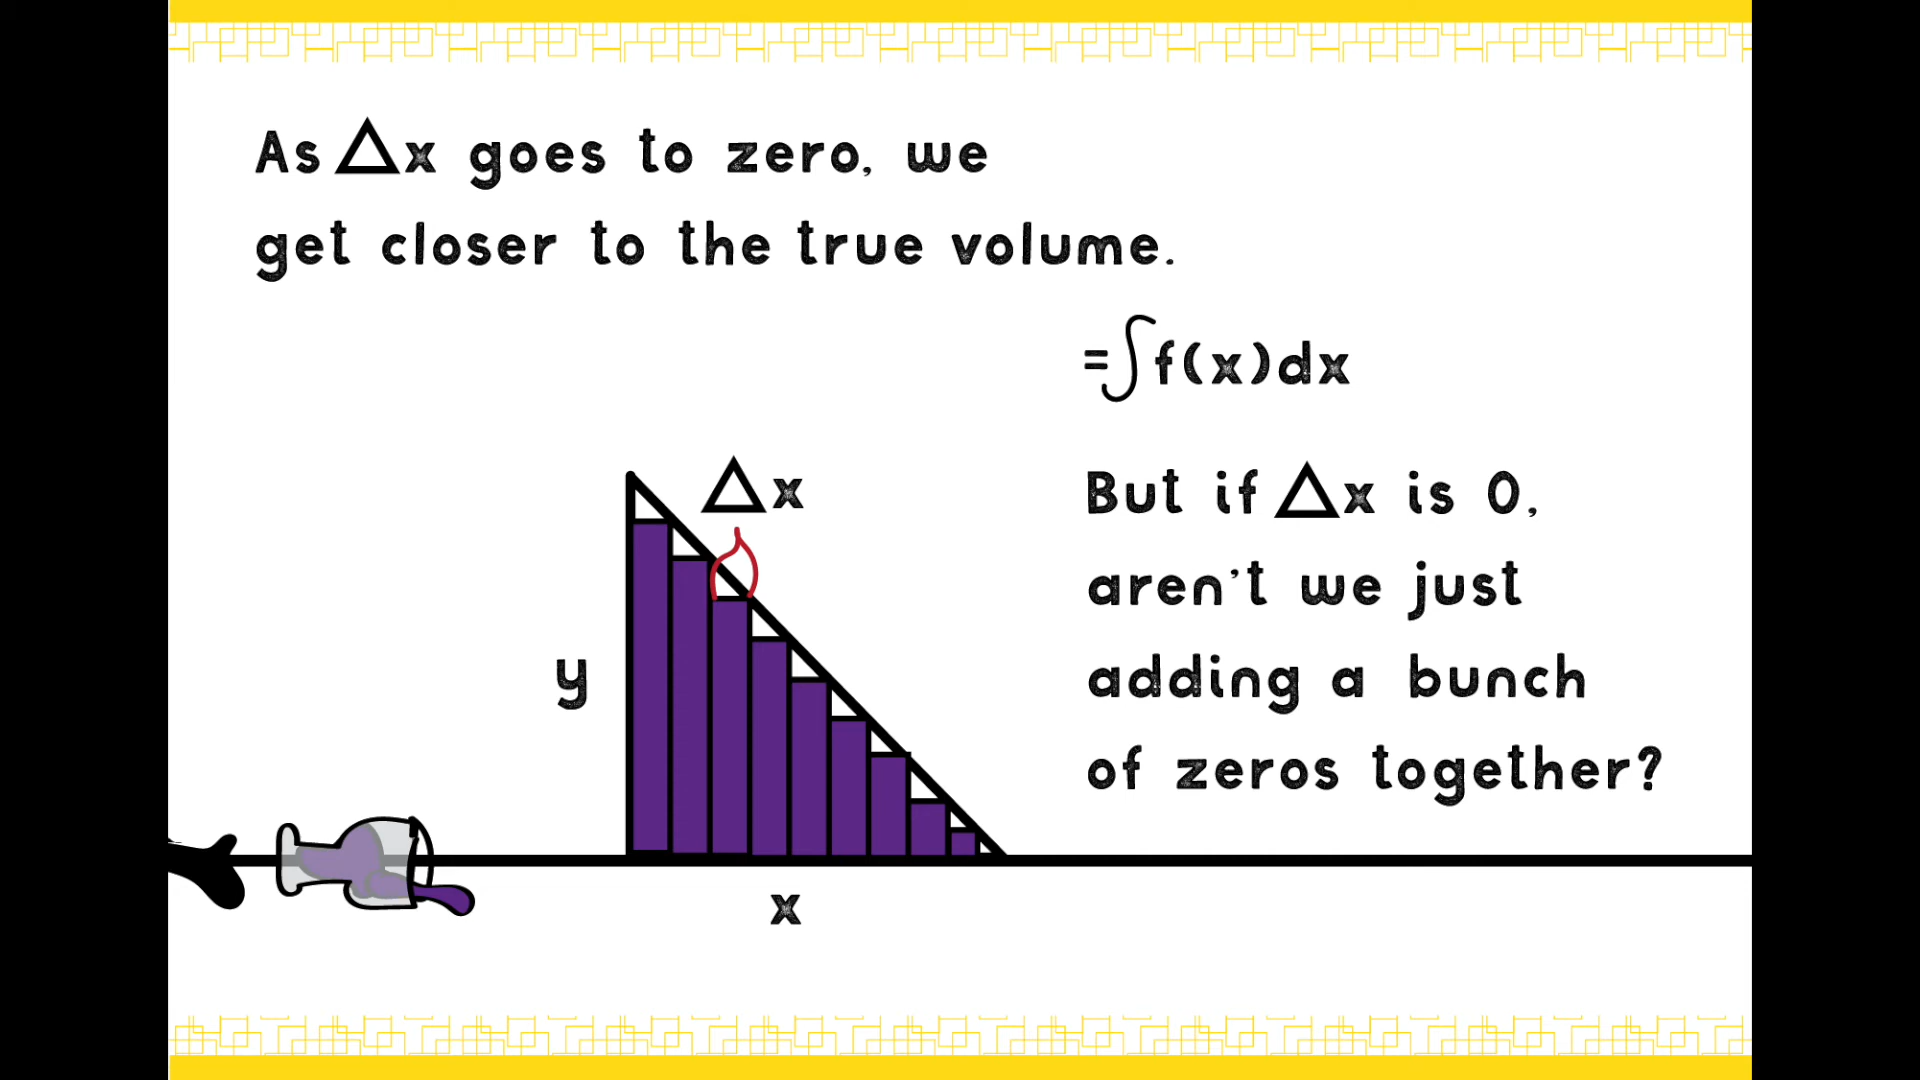 As △x goes to zero, we
get closer to the true volume.
=∫f(x)dx
△x
But if △x is 0,
aren't we just
adding a bunch
of zeros together?
y
x